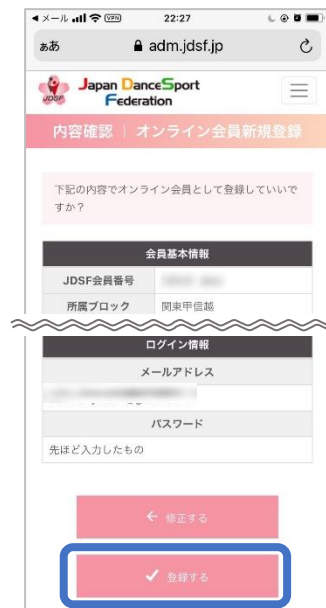 メール VPN 22:27
ぁあ adm.jdsf.jp
JDSF Japan DanceSport
Federation
内容確認 | オンライン会員新規登録
下記の内容でオンライン会員として登録していいで
すか？
会員基本情報
JDSF会員番号
所属ブロック 関東甲信越
ログイン情報
メールアドレス
パスワード
先ほど入力したもの
修正する
登録する